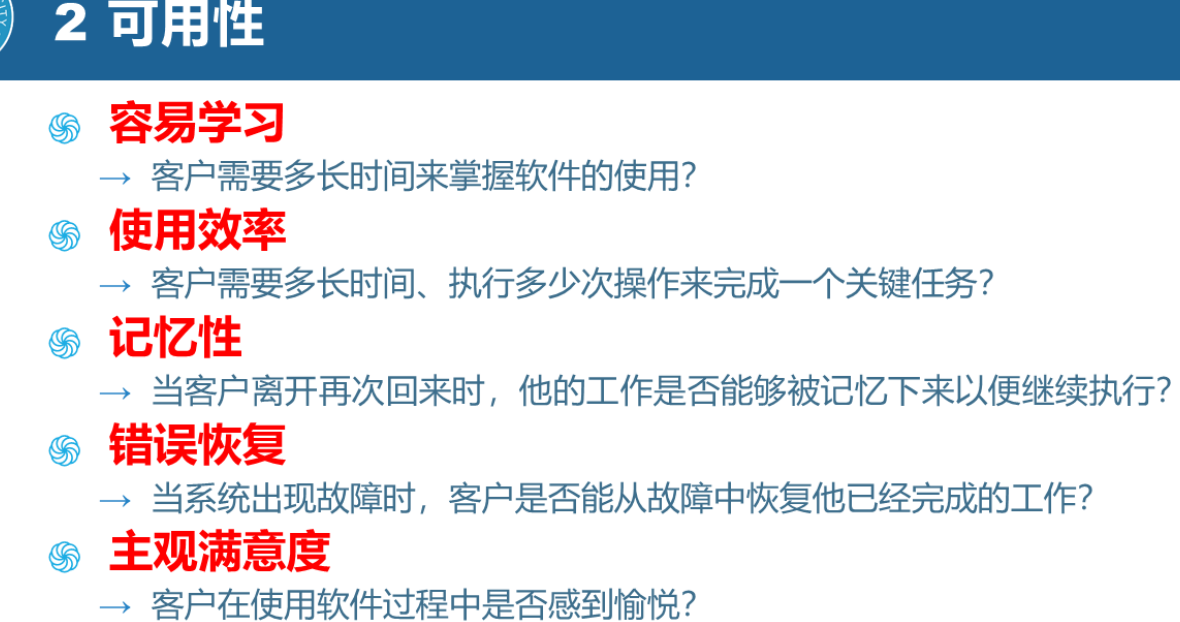 2 可用性
容易学习
→ 客户需要多长时间来掌握软件的使用？
使用效率
→ 客户需要多长时间、执行多少次操作来完成一个关键任务？
记忆性
→ 当客户离开再次回来时，他的工作是否能够被记忆下来以便继续执行？
错误恢复
→ 当系统出现故障时，客户是否能从故障中恢复他已经完成的工作？
主观满意度
→ 客户在使用软件过程中是否感到愉悦？